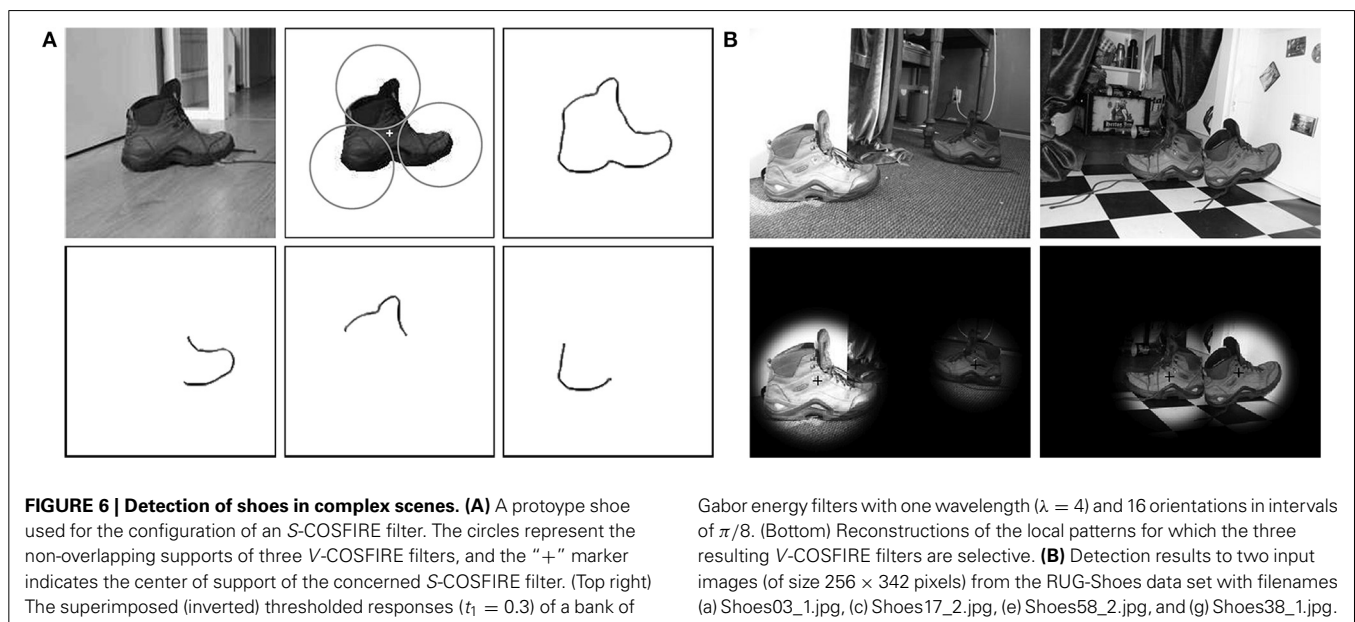 A
B
FIGURE 6 | Detection of shoes in complex scenes. (A) A protoype shoe
used for the configuration of an S-COSFIRE filter. The circles represent the
non-overlapping supports of three V-COSFIRE filters, and the “+” marker
indicates the center of support of the concerned S-COSFIRE filter. (Top right)
The superimposed (inverted) thresholded responses (t₁ = 0.3) of a bank of
Gabor energy filters with one wavelength (λ = 4) and 16 orientations in intervals
of π/8. (Bottom) Reconstructions of the local patterns for which the three
resulting V-COSFIRE filters are selective. (B) Detection results to two input
images (of size 256 × 342 pixels) from the RUG-Shoes data set with filenames
(a) Shoes03_1.jpg, (c) Shoes17_2.jpg, (e) Shoes58_2.jpg, and (g) Shoes38_1.jpg.